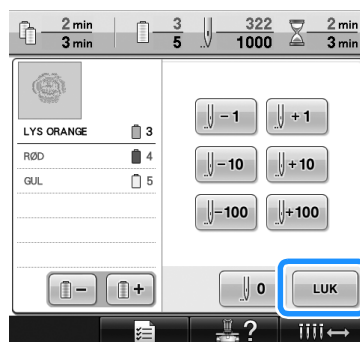 2 min
3 min
3
5
322
1000
2 min
3 min
LYS ORANGE 3
RØD 4
GUL 5
- 1
+ 1
- 10
+ 10
- 100
+ 100
- +
0
LUK
?